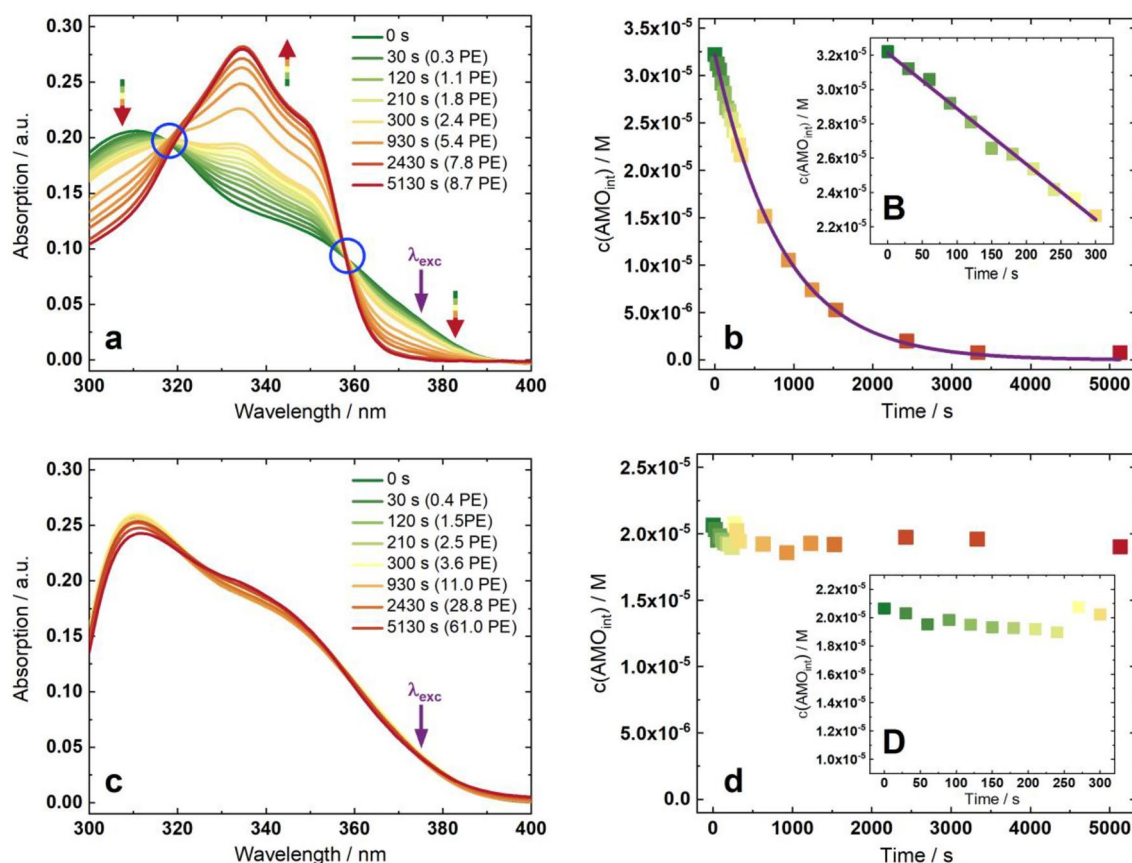 0.30
0.25
0.20
0.15
0.10
0.05
0.00
Absorption / a.u.
300 320 340 360 380 400
Wavelength / nm
0 s
30 s (0.3 PE)
120 s (1.1 PE)
210 s (1.8 PE)
300 s (2.4 PE)
930 s (5.4 PE)
2430 s (7.8 PE)
5130 s (8.7 PE)
λexc
a
3.5x10⁻⁵
3.0x10⁻⁵
2.5x10⁻⁵
2.0x10⁻⁵
1.5x10⁻⁵
1.0x10⁻⁵
5.0x10⁻⁶
0.0
c(AMOint) / M
0 1000 2000 3000 4000 5000
Time / s
b
3.2x10⁻⁵
3.0x10⁻⁵
2.8x10⁻⁵
2.6x10⁻⁵
2.4x10⁻⁵
2.2x10⁻⁵
c(AMOint) / M
0 50 100 150 200 250 300
Time / s
B
0.30
0.25
0.20
0.15
0.10
0.05
0.00
Absorption / a.u.
300 320 340 360 380 400
Wavelength / nm
0 s
30 s (0.4 PE)
120 s (1.5PE)
210 s (2.5 PE)
300 s (3.6 PE)
930 s (11.0 PE)
2430 s (28.8 PE)
5130 s (61.0 PE)
λexc
c
2.5x10⁻⁵
2.0x10⁻⁵
1.5x10⁻⁵
1.0x10⁻⁵
5.0x10⁻⁶
0.0
c(AMOint) / M
0 1000 2000 3000 4000 5000
Time / s
d
2.2x10⁻⁵
2.0x10⁻⁵
1.8x10⁻⁵
1.6x10⁻⁵
1.4x10⁻⁵
1.2x10⁻⁵
1.0x10⁻⁵
c(AMOint) / M
0 50 100 150 200 250 300
Time / s
D